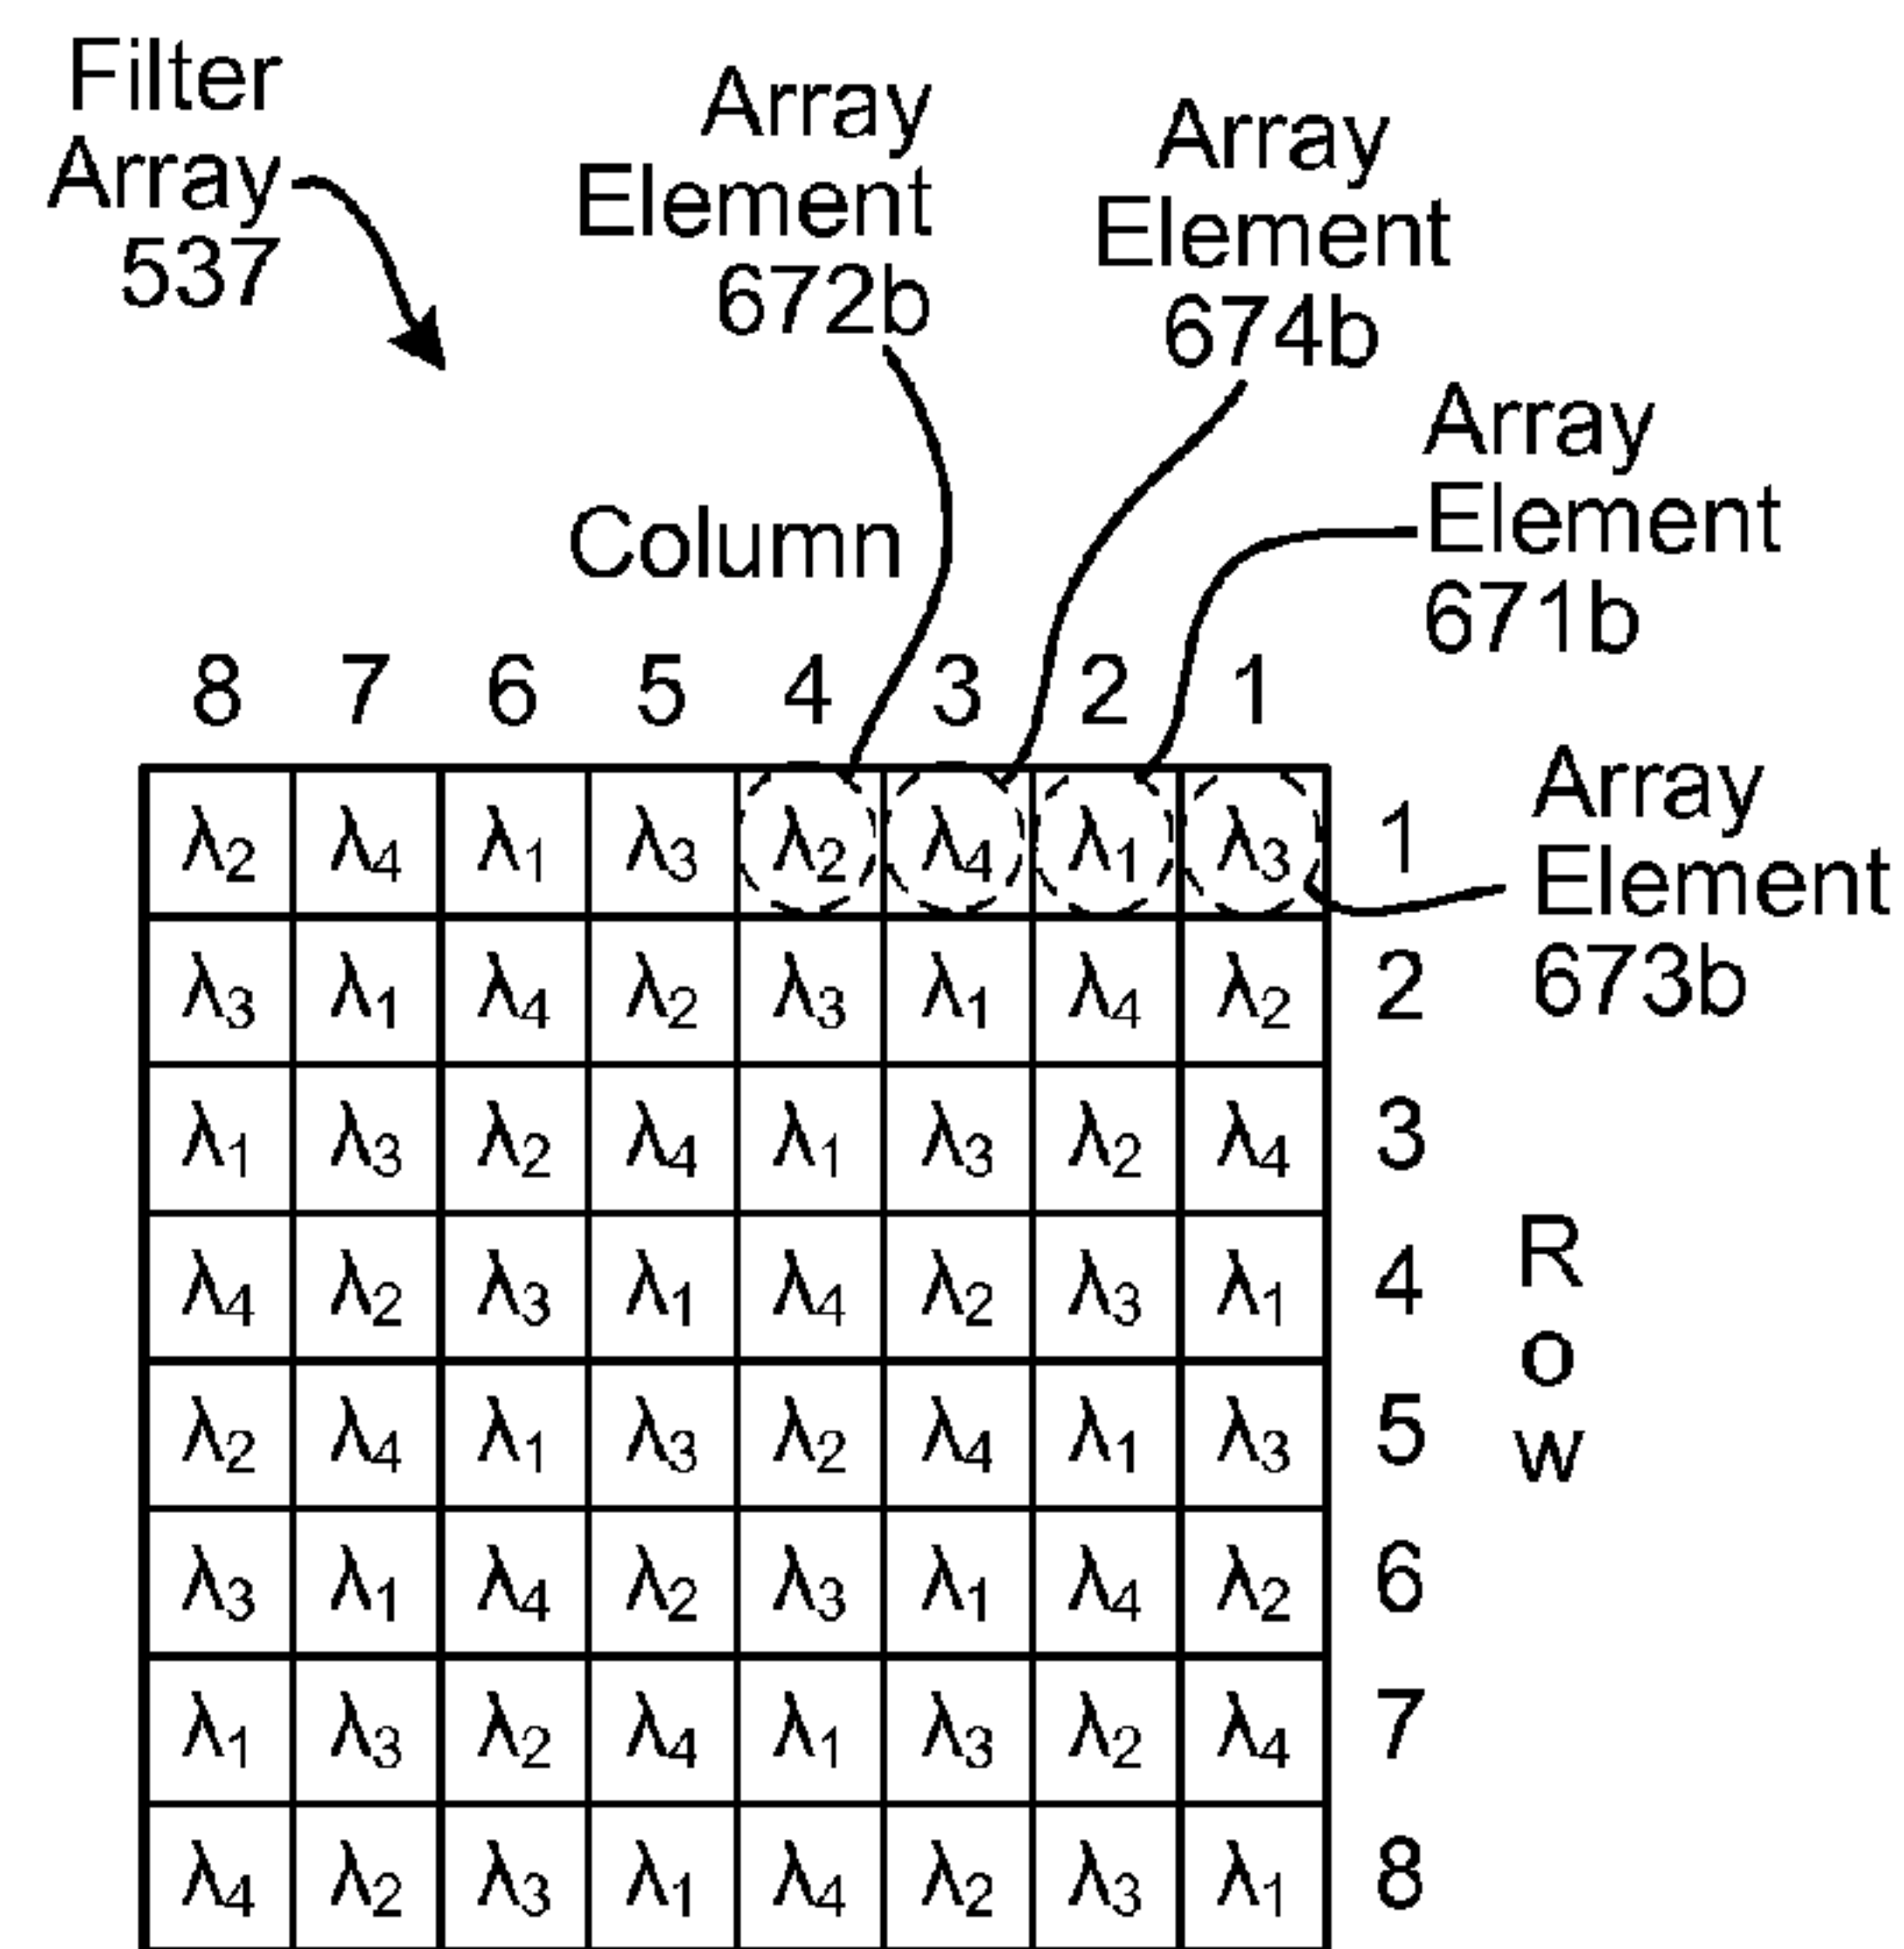 Filter
Array
537
Array
Element
672b
Array
Element
674b
Array
Element
671b
Column
8 7 6 5 4 3 2 1
Array
Element
673b
λ2 λ4 λ1 λ3 λ2 λ4 λ1 λ3 1
λ3 λ1 λ4 λ2 λ3 λ1 λ4 λ2 2
λ1 λ3 λ2 λ4 λ1 λ3 λ2 λ4 3
λ4 λ2 λ3 λ1 λ4 λ2 λ3 λ1 4
λ2 λ4 λ1 λ3 λ2 λ4 λ1 λ3 5
λ3 λ1 λ4 λ2 λ3 λ1 λ4 λ2 6
λ1 λ3 λ2 λ4 λ1 λ3 λ2 λ4 7
λ4 λ2 λ3 λ1 λ4 λ2 λ3 λ1 8
Row